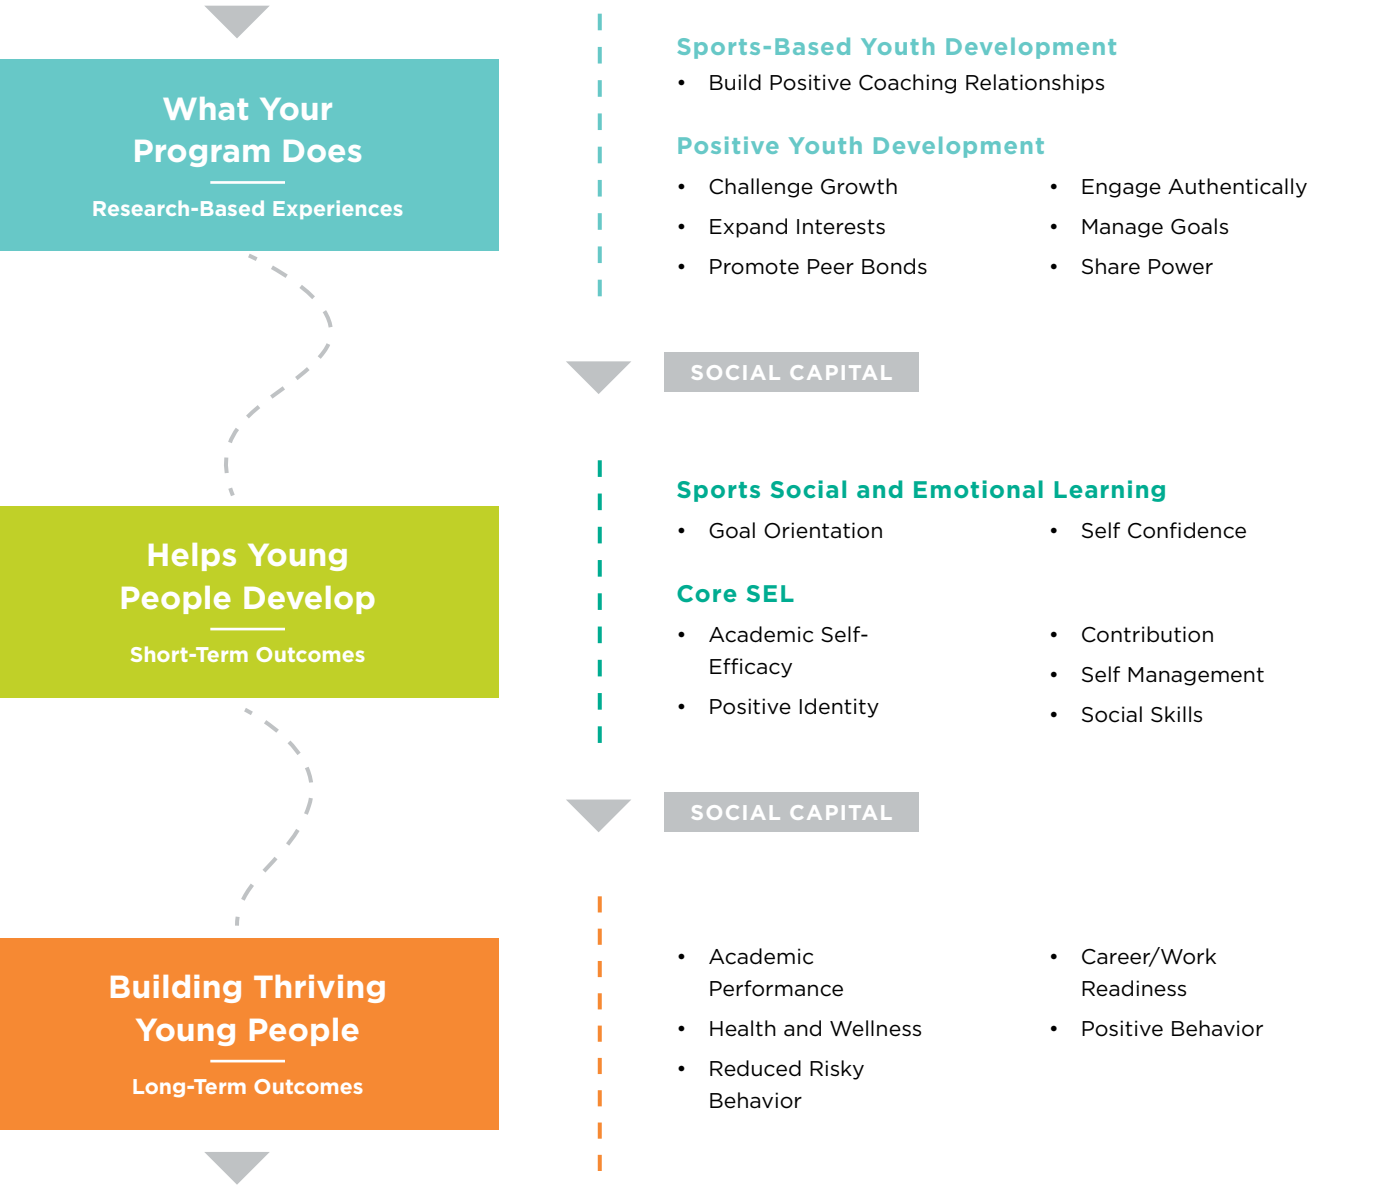 What Your
Program Does
Research-Based Experiences
Sports-Based Youth Development
• Build Positive Coaching Relationships
Positive Youth Development
• Challenge Growth
• Expand Interests
• Promote Peer Bonds
• Engage Authentically
• Manage Goals
• Share Power
SOCIAL CAPITAL
Helps Young
People Develop
Short-Term Outcomes
Sports Social and Emotional Learning
• Goal Orientation
• Self Confidence
Core SEL
• Academic Self-
Efficacy
• Positive Identity
• Contribution
• Self Management
• Social Skills
SOCIAL CAPITAL
Building Thriving
Young People
Long-Term Outcomes
• Academic
Performance
• Health and Wellness
• Reduced Risky
Behavior
• Career/Work
Readiness
• Positive Behavior